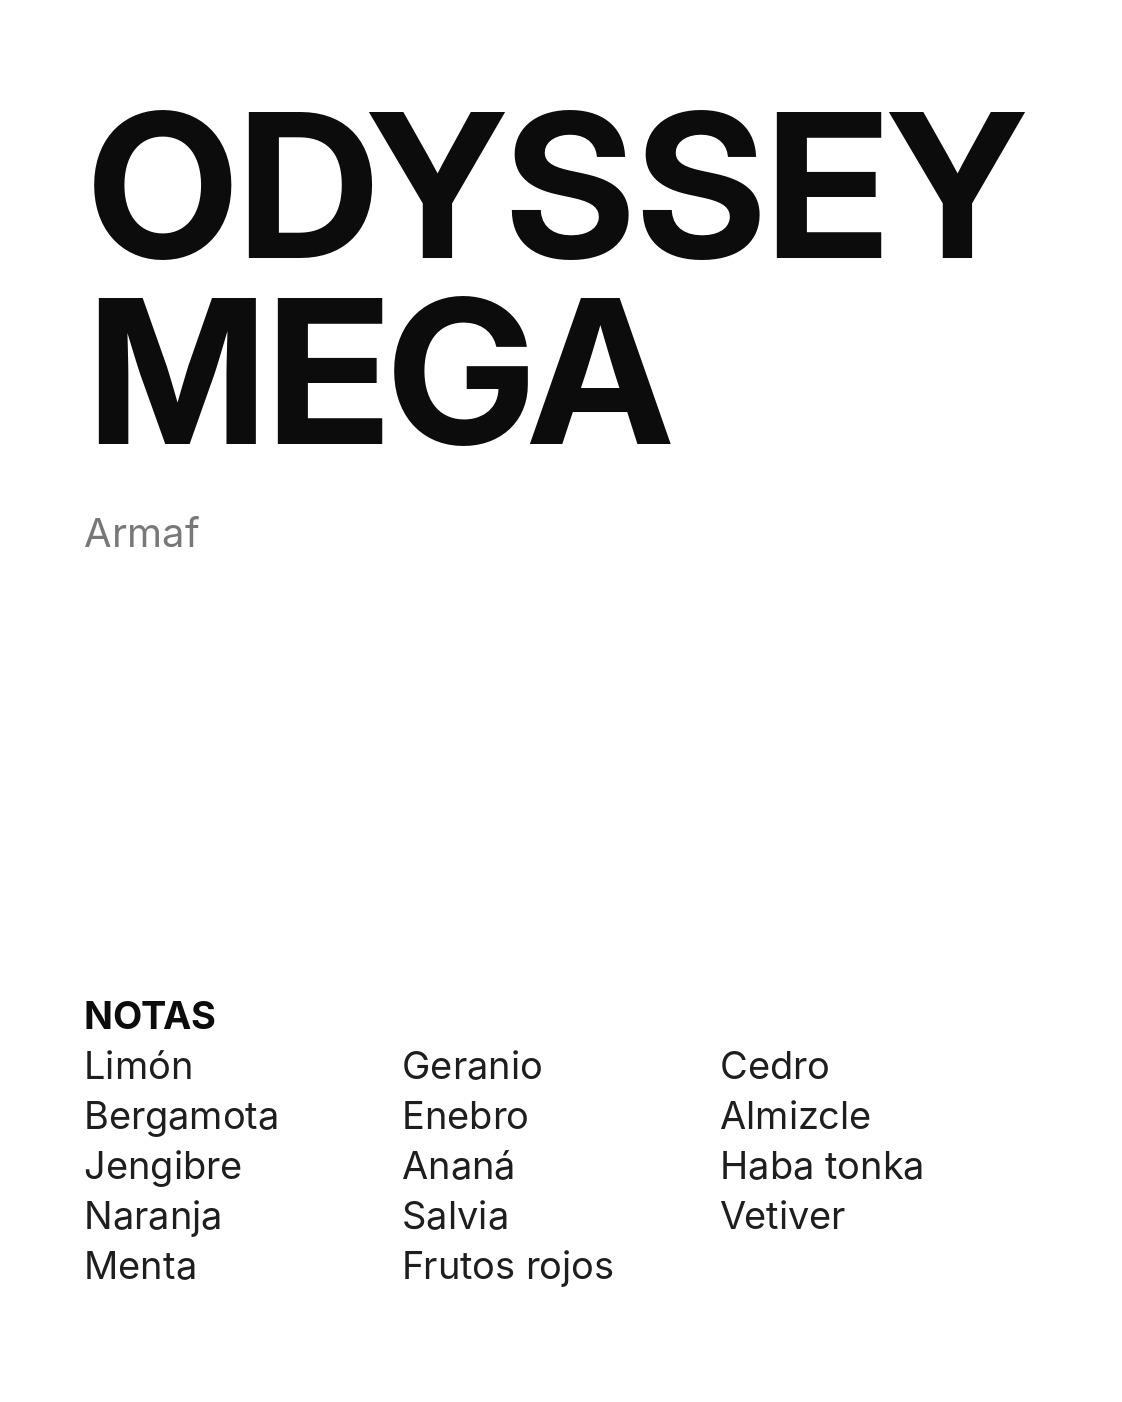 ODYSSEY
MEGA
Armaf
NOTAS
Limón
Bergamota
Jengibre
Naranja
Menta
Geranio
Enebro
Ananá
Salvia
Frutos rojos
Cedro
Almizcle
Haba tonka
Vetiver